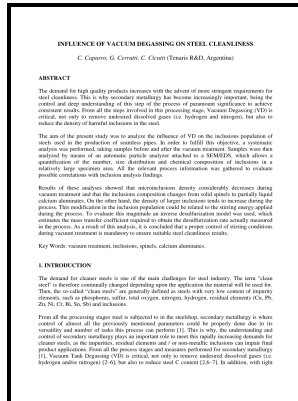 INFLUENCE OF VACUUM DEGASSING ON STEEL CLEANLINESS
C. Capurro, G. Cerrutti, C. Cicutti (Tenaris R&D, Argentina)
ABSTRACT
The demand for high quality products increases with the advent of more stringent requirements for
steel cleanliness. This is why secondary metallurgy has become increasingly important, being the
control and deep understanding of this step of the process of paramount significance to achieve
consistent results. From all the steps involved in this processing stage, Vacuum Degassing (VD) is
critical, not only to remove undesired dissolved gases (i.e. hydrogen and nitrogen), but also to
reduce the density of harmful inclusions in the steel.
The aim of the present study was to analyze the influence of VD on the inclusions population of
steels used in the production of seamless pipes. In order to fulfill this objective, a systematic
analysis was performed, taking samples before and after the vacuum treatment. Samples were then
analyzed by means of an automatic particle analyzer attached to a SEM/EDS, which allows a
quantification of the number, size distribution and chemical composition of inclusions in a
relatively large specimen area. All the relevant process information was gathered to evaluate
possible correlations with inclusion analysis findings.
Results of these analyses showed that microinclusions density considerably decreases during
vacuum treatment and that the inclusions composition changes from solid spinels to partially liquid
calcium aluminates. On the other hand, the density of larger inclusions tends to increase during the
process. This modification in the inclusion population could be related to the stirring energy applied
during the process. To evaluate this magnitude an inverse desulfurization model was used, which
estimates the mass transfer coefficient required to obtain the desulfurization rate actually measured
in the process. As a result of this analysis, it is concluded that a proper control of stirring conditions
during vacuum treatment is mandatory to ensure suitable steel cleanliness results.
Key Words: vacuum treatment, inclusions, spinels, calcium aluminates.
1. INTRODUCTION
The demand for cleaner steels is one of the main challenges for steel industry. The term "clean
steel" is therefore continually changed depending upon the application the material will be used for.
Then, the so-called "clean steels" are generally defined as steels with very low content of impurity
elements, such as phosphorus, sulfur, total oxygen, nitrogen, hydrogen, residual elements (Cu, Pb,
Zn, Ni, Cr, Bi, Sn, Sb) and inclusions.
From all the processing stages steel is subjected to in the steelshop, secondary metallurgy is where
control of almost all the previously mentioned parameters could be properly done due to its
versatility and number of tasks this process can perform [1]. This is why, the understanding and
control of secondary metallurgy plays an important role to meet this rapidly increasing demands for
cleaner steels, as the impurities, residual elements and / or non-metallic inclusions can impair final
product applications. From all the process stages and measures performed for secondary metallurgy
[1], Vacuum Tank Degassing (VTD) is critical, not only to remove undesired dissolved gases (i.e.
hydrogen and/or nitrogen) [2–6], but also to reduce steel C content [2,6–7]. In addition, with tight